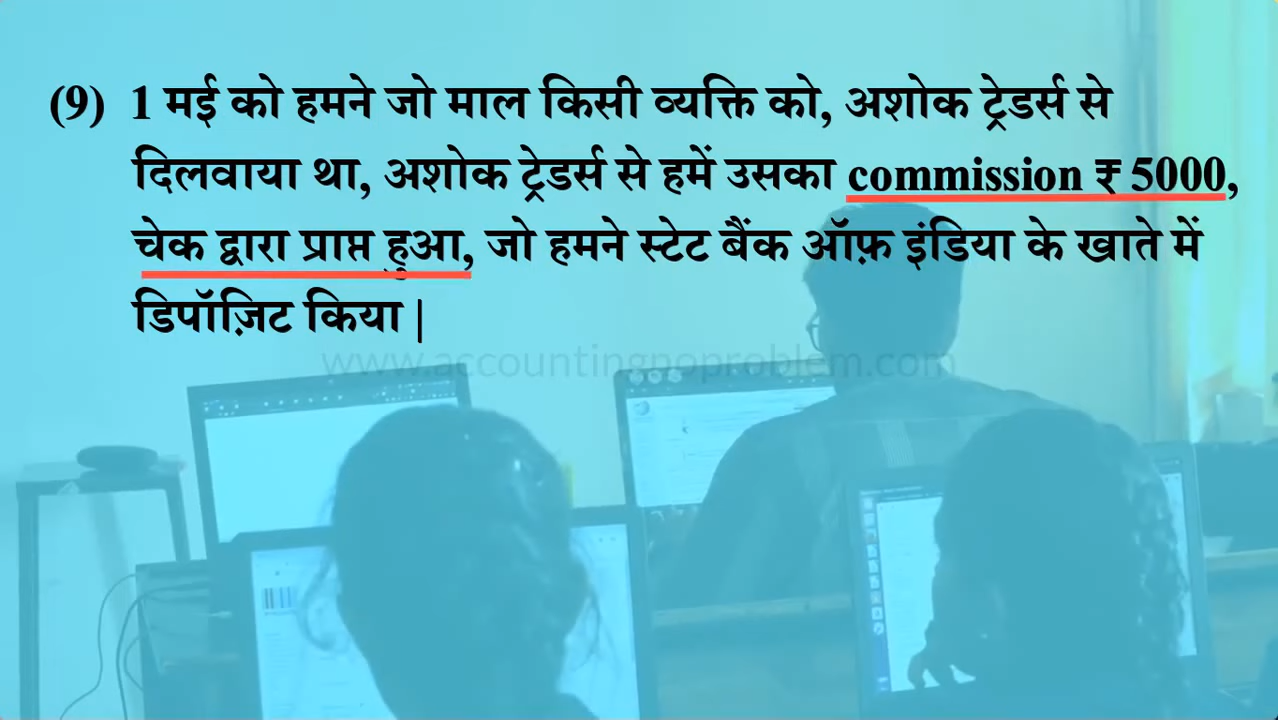 (9) 1 मई को हमने जो माल किसी व्यक्ति को, अशोक ट्रेडर्स से
दिलवाया था, अशोक ट्रेडर्स से हमें उसका commission ₹ 5000,
चेक द्वारा प्राप्त हुआ, जो हमने स्टेट बैंक ऑफ़ इंडिया के खाते में
डिपॉज़िट किया |
www.accountingnoproblem.com